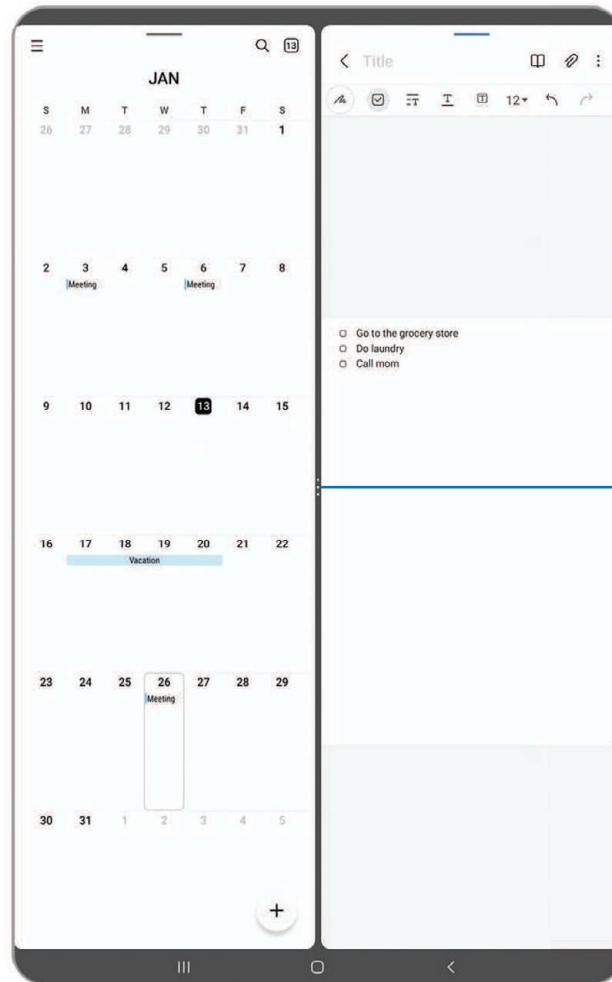 13
JAN
S M T W T F S
26 27 28 29 30 31 1
2 3 4 5 6 7 8
Meeting Meeting
9 10 11 12 13 14 15
16 17 18 19 20 21 22
Vacation
23 24 25 26 27 28 29
Meeting
30 31 1 2 3 4 5
Title
12
Go to the grocery store
Do laundry
Call mom